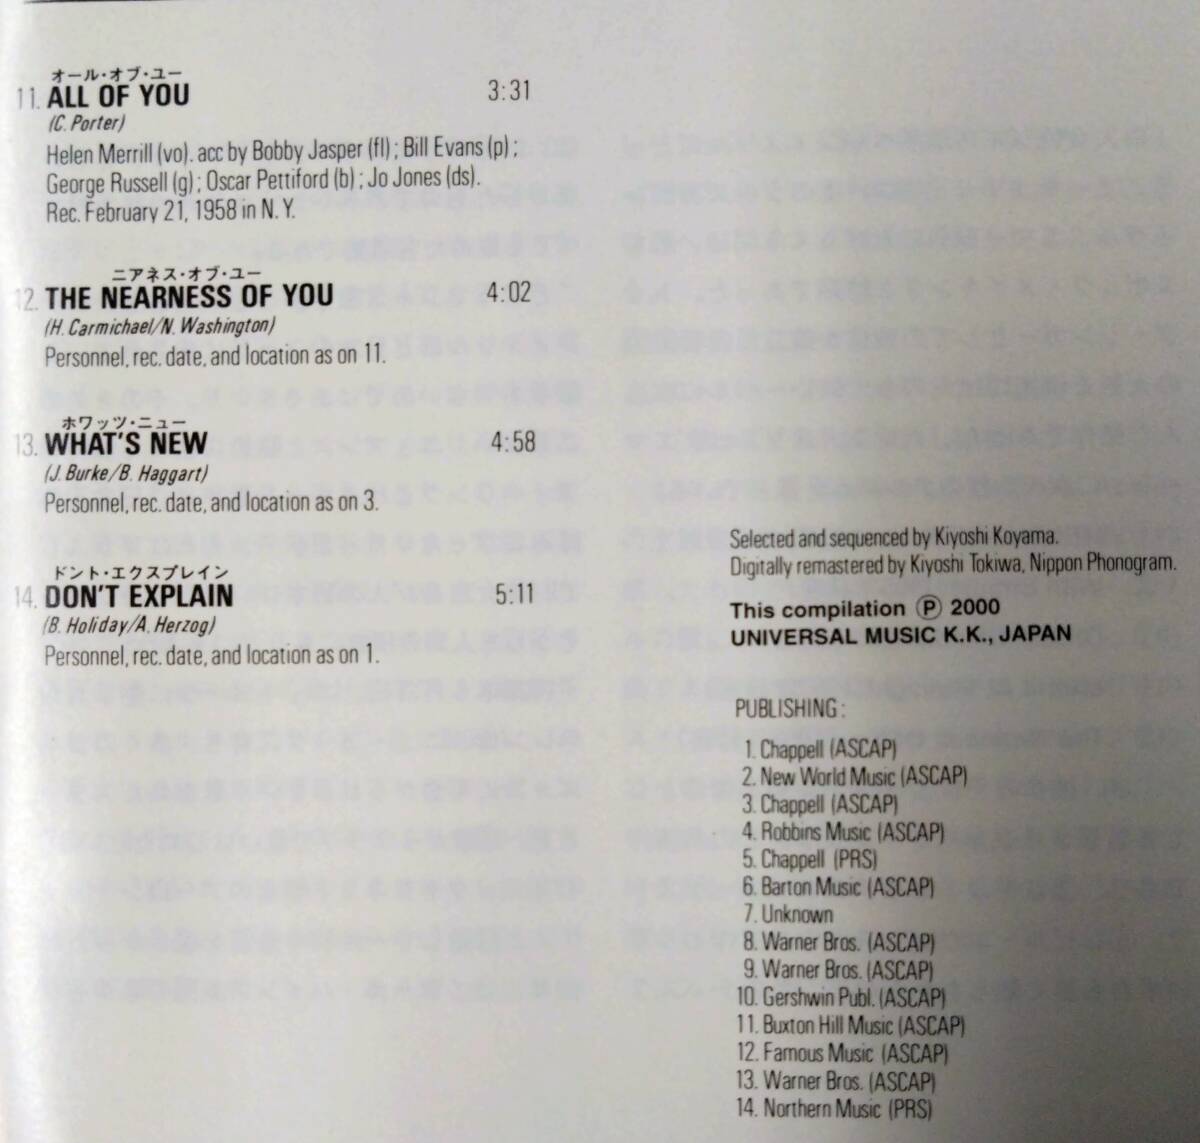 オール・オブ・ユー
11. ALL OF YOU 3:31
(C. Porter)
Helen Merrill (vo). acc by Bobby Jasper (fl); Bill Evans (p);
George Russell (g); Oscar Pettiford (b); Jo Jones (ds).
Rec. February 21, 1958 in N.Y.
ニアネス・オブ・ユー
12. THE NEARNESS OF YOU 4:02
(H. Carmichael/N. Washington)
Personnel, rec. date, and location as on 11.
ホワッツ・ニュー
13. WHAT'S NEW 4:58
(J. Burke/B. Haggart)
Personnel, rec. date, and location as on 3.
ドント・エクスプレイン
14. DON'T EXPLAIN 5:11
(B. Holiday/A. Herzog)
Personnel, rec. date, and location as on 1.
Selected and sequenced by Kiyoshi Koyama.
Digitally remastered by Kiyoshi Tokiwa, Nippon Phonogram.
This compilation Ⓟ 2000
UNIVERSAL MUSIC K.K., JAPAN
PUBLISHING:
1. Chappell (ASCAP)
2. New World Music (ASCAP)
3. Chappell (ASCAP)
4. Robbins Music (ASCAP)
5. Chappell (PRS)
6. Barton Music (ASCAP)
7. Unknown
8. Warner Bros. (ASCAP)
9. Warner Bros. (ASCAP)
10. Gershwin Publ. (ASCAP)
11. Buxton Hill Music (ASCAP)
12. Famous Music (ASCAP)
13. Warner Bros. (ASCAP)
14. Northern Music (PRS)